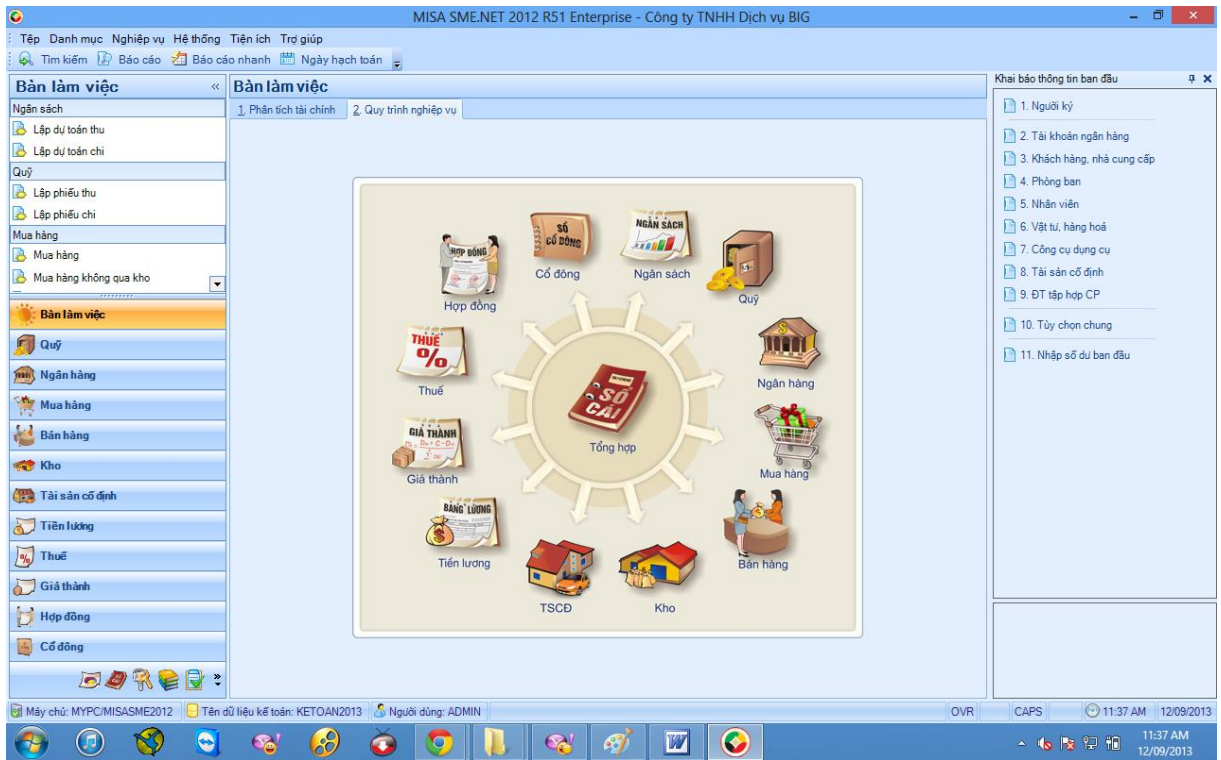 MISA SME.NET 2012 R51 Enterprise - Công ty TNHH Dịch vụ BIG
Tệp Danh mục Nghiệp vụ Hệ thống Tiện ích Trợ giúp
Tìm kiếm Báo cáo Báo cáo nhanh Ngày hạch toán
Bàn làm việc «
Ngân sách
Lập dự toán thu
Lập dự toán chi
Quỹ
Lập phiếu thu
Lập phiếu chi
Mua hàng
Mua hàng
Mua hàng không qua kho
Bàn làm việc
Quỹ
Ngân hàng
Mua hàng
Bán hàng
Kho
Tài sản cố định
Tiền lương
Thuế
Giá thành
Hợp đồng
Cổ đông
Bàn làm việc
1. Phân tích tài chính 2. Quy trình nghiệp vụ
HỢP ĐỒNG
Hợp đồng
SỔ CỔ ĐÔNG
Cổ đông
NGÂN SÁCH
Ngân sách
Quỹ
THUẾ %
Thuế
Ngân hàng
SỔ CÁI
Tổng hợp
GIÁ THÀNH
Giá thành
Mua hàng
BẢNG LƯƠNG
Tiền lương
Bán hàng
TSCĐ
Kho
Khai báo thông tin ban đầu
1. Người ký
2. Tài khoản ngân hàng
3. Khách hàng, nhà cung cấp
4. Phòng ban
5. Nhân viên
6. Vật tư, hàng hoá
7. Công cụ dụng cụ
8. Tài sản cố định
9. ĐT tập hợp CP
10. Tùy chọn chung
11. Nhập số dư ban đầu
Máy chủ: MYPC/MISASME2012 Tên dữ liệu kế toán: KETOAN2013 Người dùng: ADMIN OVR CAPS 11:37 AM 12/09/2013
11:37 AM
12/09/2013